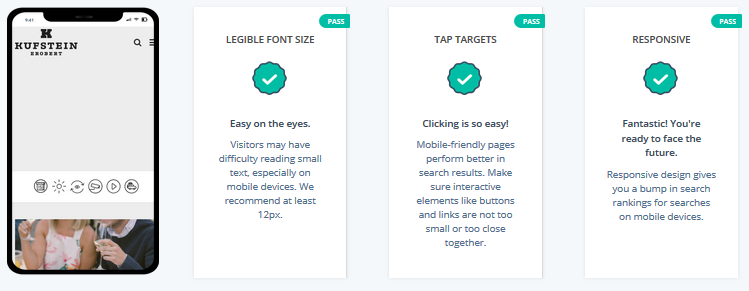 9:41
KUFSTEIN
EROBERT
PASS
LEGIBLE FONT SIZE
Easy on the eyes.
Visitors may have
difficulty reading small
text, especially on
mobile devices. We
recommend at least
12px.
PASS
TAP TARGETS
Clicking is so easy!
Mobile-friendly pages
perform better in
search results. Make
sure interactive
elements like buttons
and links are not too
small or too close
together.
PASS
RESPONSIVE
Fantastic! You're
ready to face the
future.
Responsive design gives
you a bump in search
rankings for searches
on mobile devices.